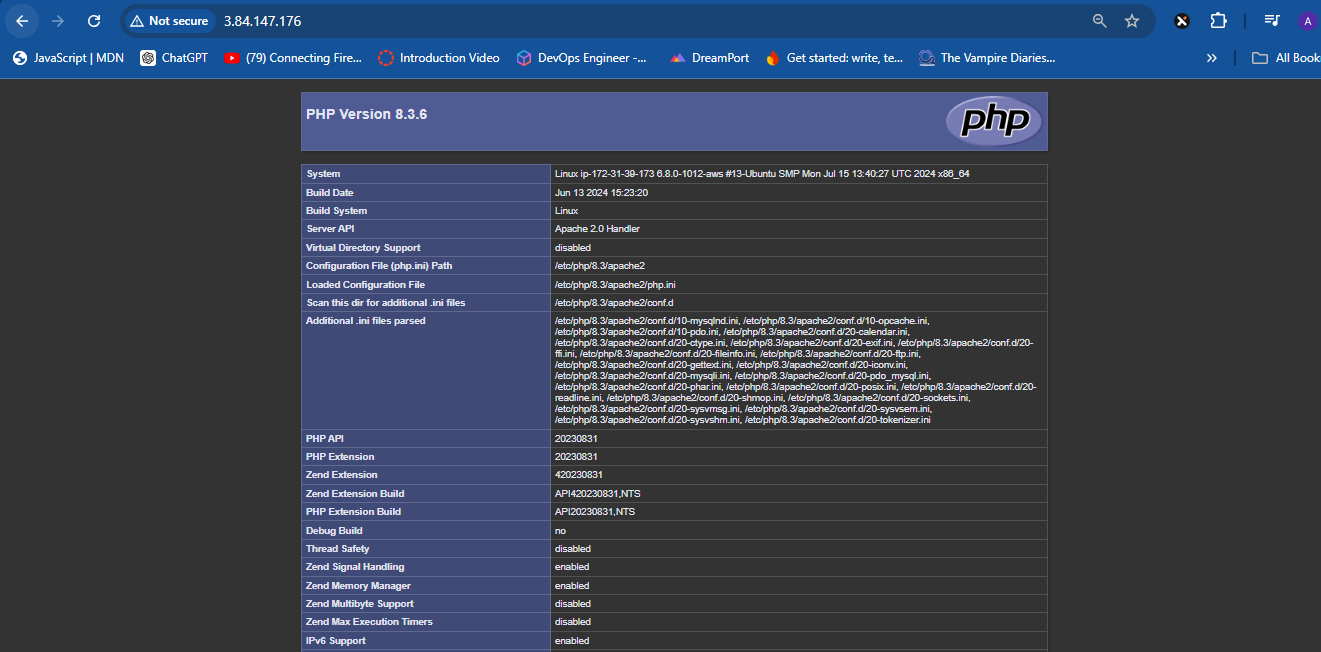 Not secure 3.84.147.176
A
JavaScript | MDN ChatGPT (79) Connecting Fire... Introduction Video DevOps Engineer -... DreamPort Get started: write, te... The Vampire Diaries... » All Book
PHP Version 8.3.6
php
System Linux ip-172-31-39-173 6.8.0-1012-aws #13-Ubuntu SMP Mon Jul 15 13:40:27 UTC 2024 x86_64
Build Date Jun 13 2024 15:23:20
Build System Linux
Server API Apache 2.0 Handler
Virtual Directory Support disabled
Configuration File (php.ini) Path /etc/php/8.3/apache2
Loaded Configuration File /etc/php/8.3/apache2/php.ini
Scan this dir for additional .ini files /etc/php/8.3/apache2/conf.d
Additional .ini files parsed /etc/php/8.3/apache2/conf.d/10-mysqlnd.ini, /etc/php/8.3/apache2/conf.d/10-opcache.ini,
/etc/php/8.3/apache2/conf.d/10-pdo.ini, /etc/php/8.3/apache2/conf.d/20-calendar.ini,
/etc/php/8.3/apache2/conf.d/20-ctype.ini, /etc/php/8.3/apache2/conf.d/20-exif.ini, /etc/php/8.3/apache2/conf.d/20-
ffi.ini, /etc/php/8.3/apache2/conf.d/20-fileinfo.ini, /etc/php/8.3/apache2/conf.d/20-ftp.ini,
/etc/php/8.3/apache2/conf.d/20-gettext.ini, /etc/php/8.3/apache2/conf.d/20-iconv.ini,
/etc/php/8.3/apache2/conf.d/20-mysqli.ini, /etc/php/8.3/apache2/conf.d/20-pdo_mysql.ini,
/etc/php/8.3/apache2/conf.d/20-phar.ini, /etc/php/8.3/apache2/conf.d/20-posix.ini, /etc/php/8.3/apache2/conf.d/20-
readline.ini, /etc/php/8.3/apache2/conf.d/20-shmop.ini, /etc/php/8.3/apache2/conf.d/20-sockets.ini,
/etc/php/8.3/apache2/conf.d/20-sysvmsg.ini, /etc/php/8.3/apache2/conf.d/20-sysvsem.ini,
/etc/php/8.3/apache2/conf.d/20-sysvshm.ini, /etc/php/8.3/apache2/conf.d/20-tokenizer.ini
PHP API 20230831
PHP Extension 20230831
Zend Extension 420230831
Zend Extension Build API420230831,NTS
PHP Extension Build API20230831,NTS
Debug Build no
Thread Safety disabled
Zend Signal Handling enabled
Zend Memory Manager enabled
Zend Multibyte Support disabled
Zend Max Execution Timers disabled
IPv6 Support enabled